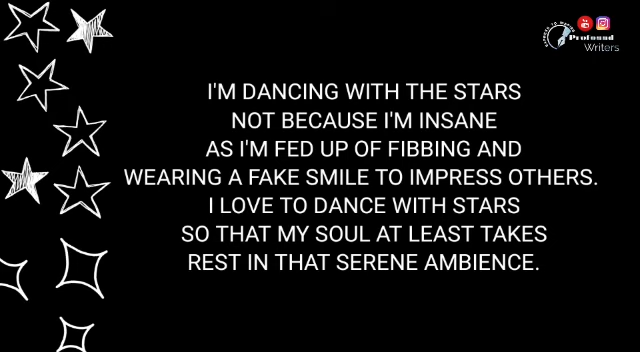 Profound
Writers
I'M DANCING WITH THE STARS
NOT BECAUSE I'M INSANE
AS I'M FED UP OF FIBBING AND
WEARING A FAKE SMILE TO IMPRESS OTHERS.
I LOVE TO DANCE WITH STARS
SO THAT MY SOUL AT LEAST TAKES
REST IN THAT SERENE AMBIENCE.